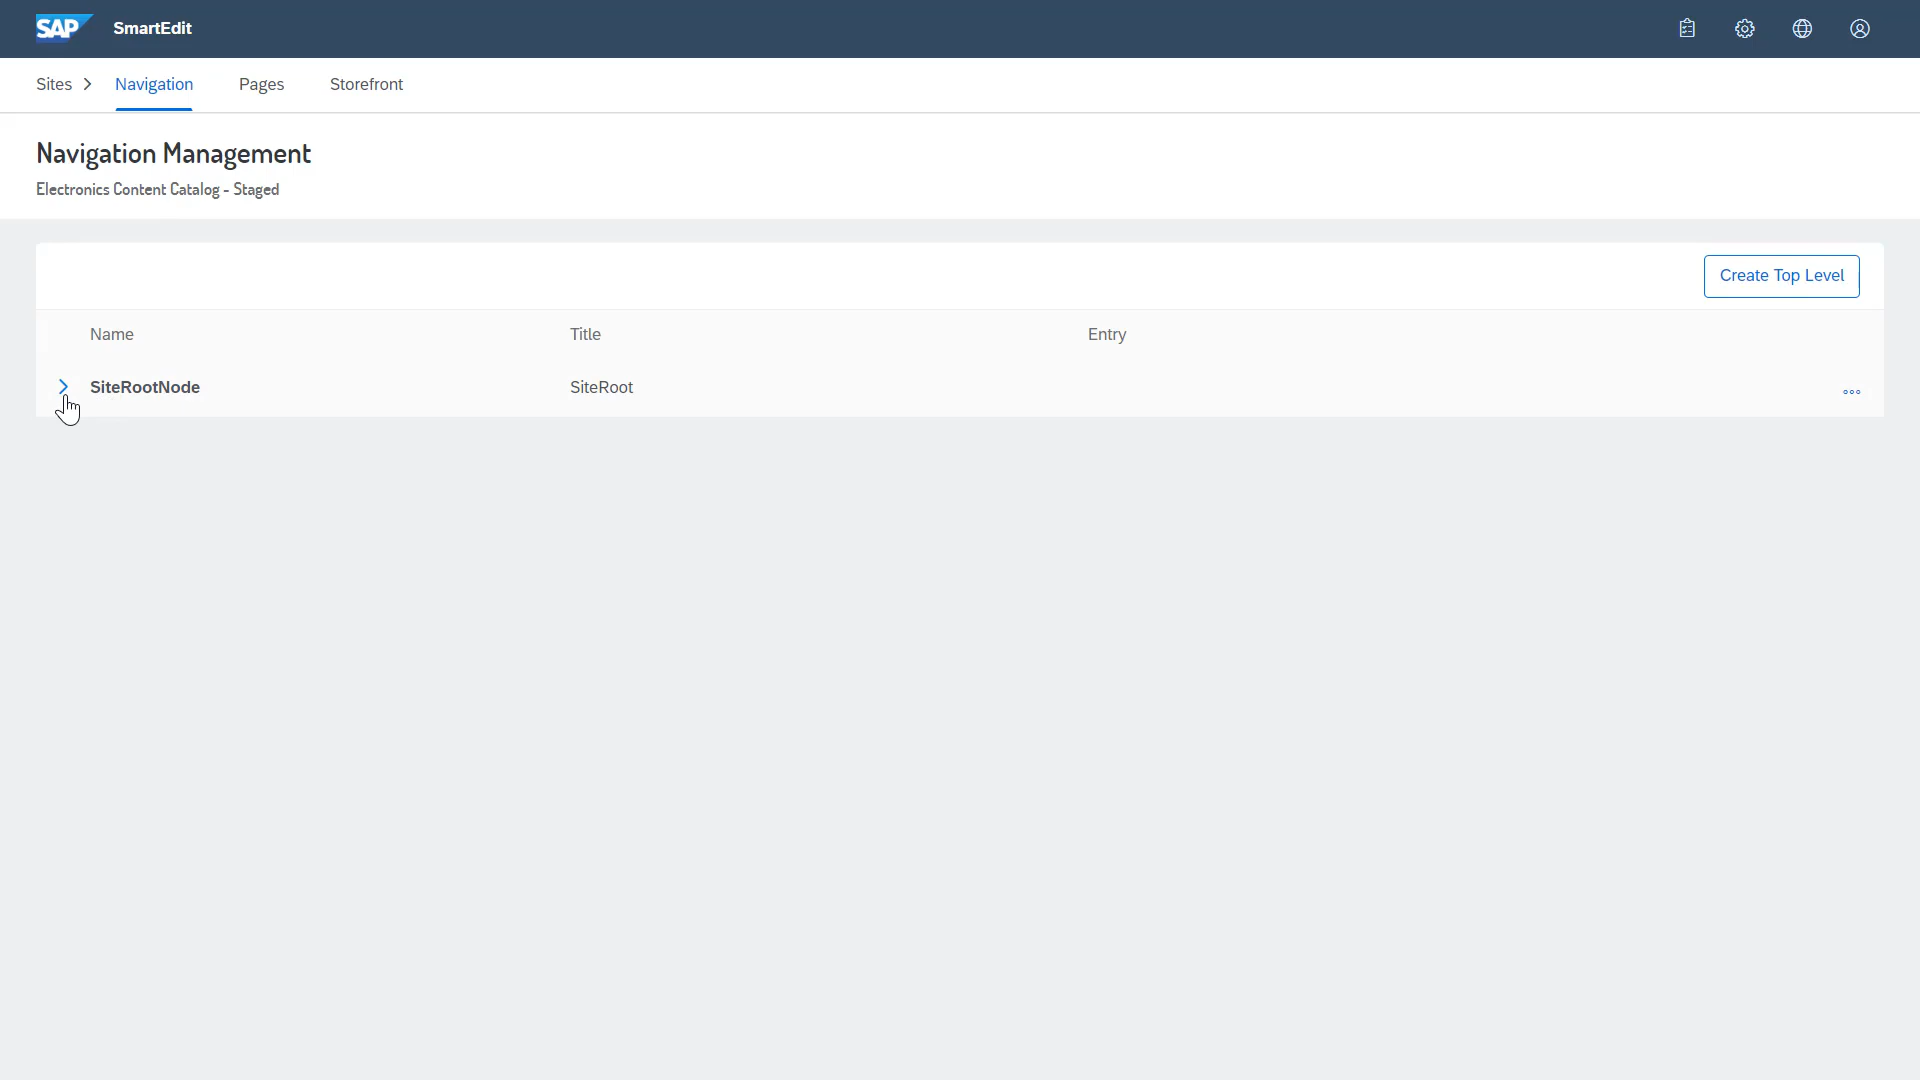 SAP SmartEdit
Sites Navigation Pages Storefront
Navigation Management
Electronics Content Catalog - Staged
Create Top Level
Name Title Entry
SiteRootNode SiteRoot